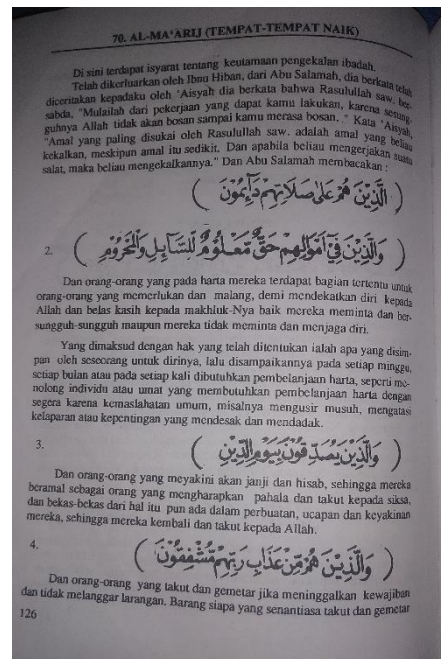 70. AL-MA'ARIJ (TEMPAT-TEMPAT NAIK)
Di sini terdapat isyarat tentang keutamaan pengekalan ibadah.
Telah dikerluarkan oleh Ibnu Hiban, dari Abu Salamah, dia berkata telah
diceritakan kepadaku oleh 'Aisyah dia berkata bahwa Rasulullah saw. ber-
sabda, "Mulailah dari pekerjaan yang dapat kamu lakukan, karena sesung-
guhnya Allah tidak akan bosan sampai kamu merasa bosan. ." Kata 'Aisyah,
"Amal yang paling disukai oleh Rasulullah saw. adalah amal yang beliau
kekalkan, meskipun amal itu sedikit. Dan apabila beliau mengerjakan suatu
salat, maka beliau mengekalkannya." Dan Abu Salamah membacakan :
( الَّذِينَ هُمْ عَلَى صَلَاتِهِمْ دَآئِمُونَ )
2. ( وَالَّذِينَ فِيٓ أَمْوَالِهِمْ حَقٌّ مَّعْلُومٌ لِّلسَّآئِلِ وَالْمَحْرُومِ )
Dan orang-orang yang pada harta mereka terdapat bagian tertentu untuk
orang-orang yang memerlukan dan malang, demi mendekatkan diri kepada
Allah dan belas kasih kepada makhluk-Nya baik mereka meminta dan ber-
sungguh-sungguh maupun mereka tidak meminta dan menjaga diri.
Yang dimaksud dengan hak yang telah ditentukan ialah apa yang disim-
pan oleh seseorang untuk dirinya, lalu disampaikannya pada setiap minggu,
setiap bulan atau pada setiap kali dibutuhkan pembelanjaan harta, seperti me-
nolong individu atau umat yang membutuhkan pembelanjaan harta dengan
segera karena kemaslahatan umum, misalnya mengusir musuh, mengatasi
kelaparan atau kepentingan yang mendesak dan mendadak.
3. ( وَالَّذِينَ يُصَدِّقُونَ بِيَوْمِ الدِّينِ )
Dan orang-orang yang meyakini akan janji dan hisab, sehingga mereka
beramal sebagai orang yang mengharapkan pahala dan takut kepada siksa,
dan bekas-bekas dari hal itu pun ada dalam perbuatan, ucapan dan keyakinan
mereka, sehingga mereka kembali dan takut kepada Allah.
4. ( وَالَّذِينَ هُمْ مِّنْ عَذَابِ رَبِّهِمْ مُّشْفِقُونَ )
Dan orang-orang yang takut dan gemetar jika meninggalkan kewajiban
dan tidak melanggar larangan. Barang siapa yang senantiasa takut dan gemetar
126